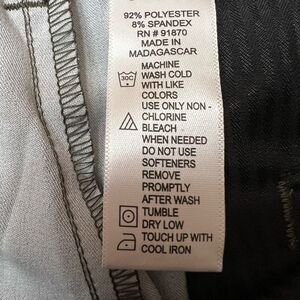 92% POLYESTER
8% SPANDEX
RN # 91870
MADE IN
MADAGASCAR
MACHINE
30C WASH COLD
WITH LIKE
COLORS
USE ONLY NON -
CHLORINE
BLEACH
WHEN NEEDED
DO NOT USE
SOFTENERS
REMOVE
PROMPTLY
AFTER WASH
TUMBLE
DRY LOW
TOUCH UP WITH
COOL IRON